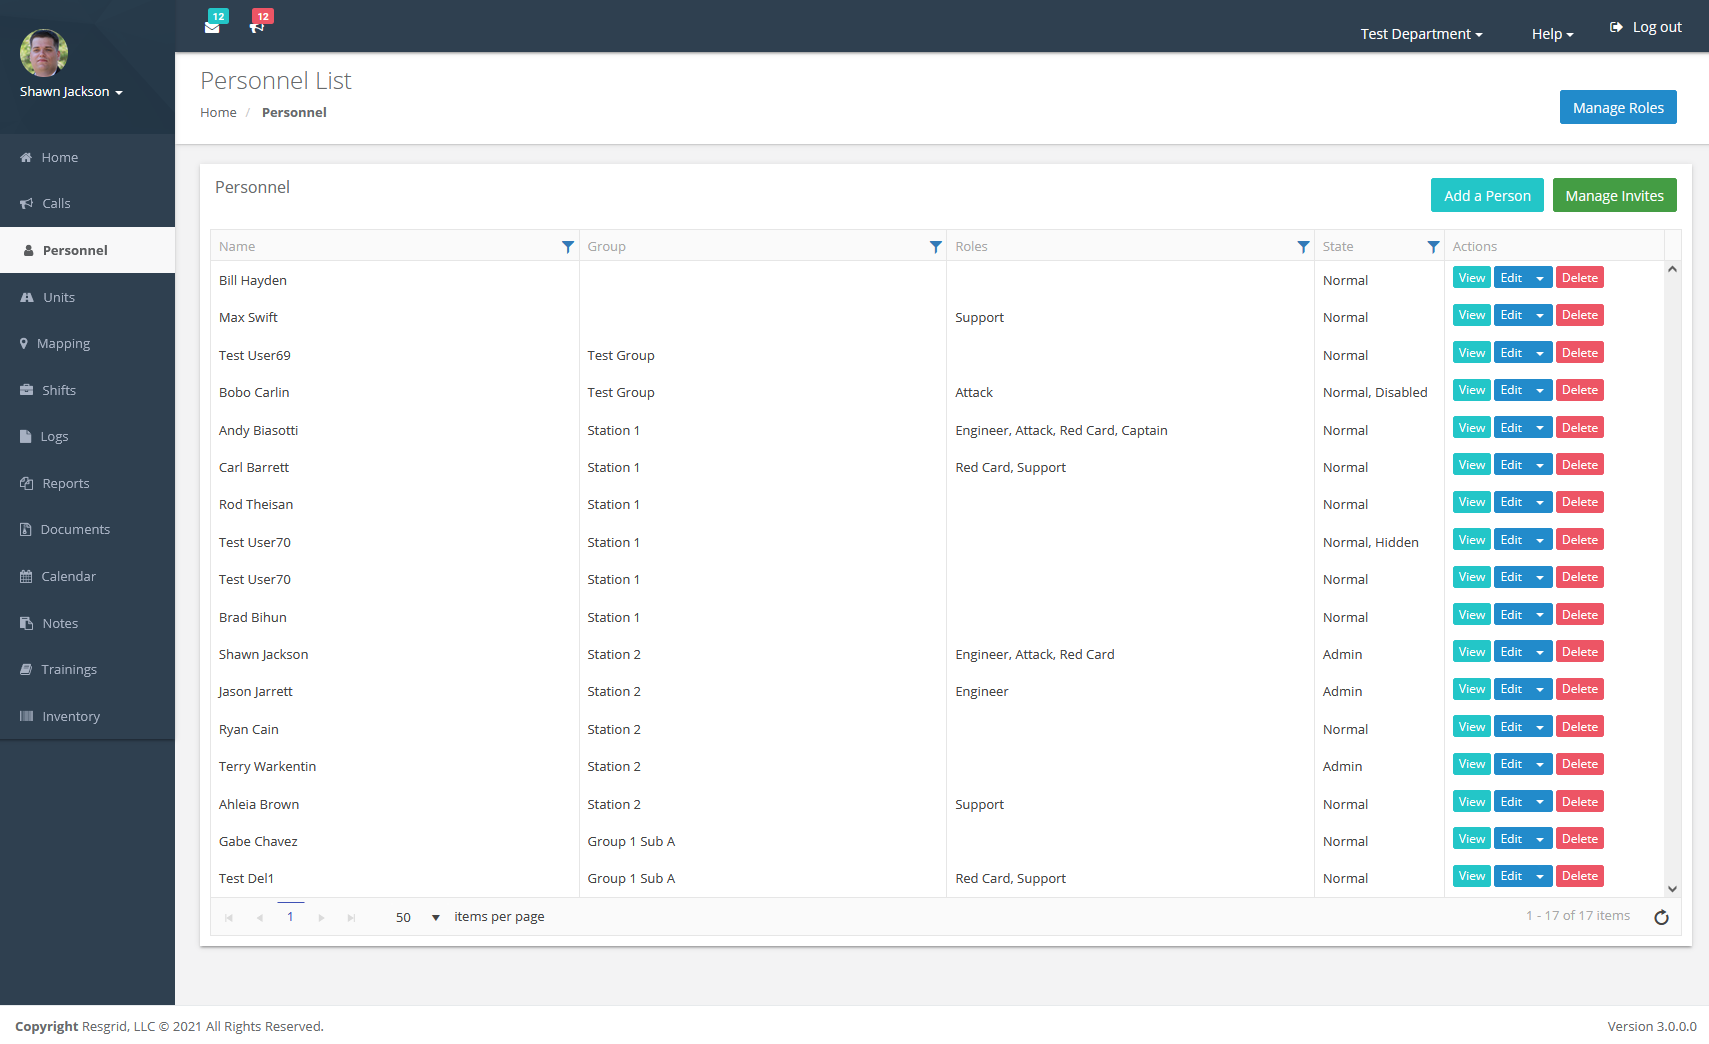 12 12
Test Department Help Log out
Shawn Jackson
Home
Calls
Personnel
Units
Mapping
Shifts
Logs
Reports
Documents
Calendar
Notes
Trainings
Inventory
Personnel List
Home / Personnel
Manage Roles
Personnel
Add a Person Manage Invites
Name Group Roles State Actions
Bill Hayden Normal View Edit Delete
Max Swift Support Normal View Edit Delete
Test User69 Test Group Normal View Edit Delete
Bobo Carlin Test Group Attack Normal, Disabled View Edit Delete
Andy Biasotti Station 1 Engineer, Attack, Red Card, Captain Normal View Edit Delete
Carl Barrett Station 1 Red Card, Support Normal View Edit Delete
Rod Theisan Station 1 Normal View Edit Delete
Test User70 Station 1 Normal, Hidden View Edit Delete
Test User70 Station 1 Normal View Edit Delete
Brad Bihun Station 1 Normal View Edit Delete
Shawn Jackson Station 2 Engineer, Attack, Red Card Admin View Edit Delete
Jason Jarrett Station 2 Engineer Admin View Edit Delete
Ryan Cain Station 2 Normal View Edit Delete
Terry Warkentin Station 2 Admin View Edit Delete
Ahleia Brown Station 2 Support Normal View Edit Delete
Gabe Chavez Group 1 Sub A Normal View Edit Delete
Test Del1 Group 1 Sub A Red Card, Support Normal View Edit Delete
1 50 items per page 1 - 17 of 17 items
Copyright Resgrid, LLC © 2021 All Rights Reserved. Version 3.0.0.0